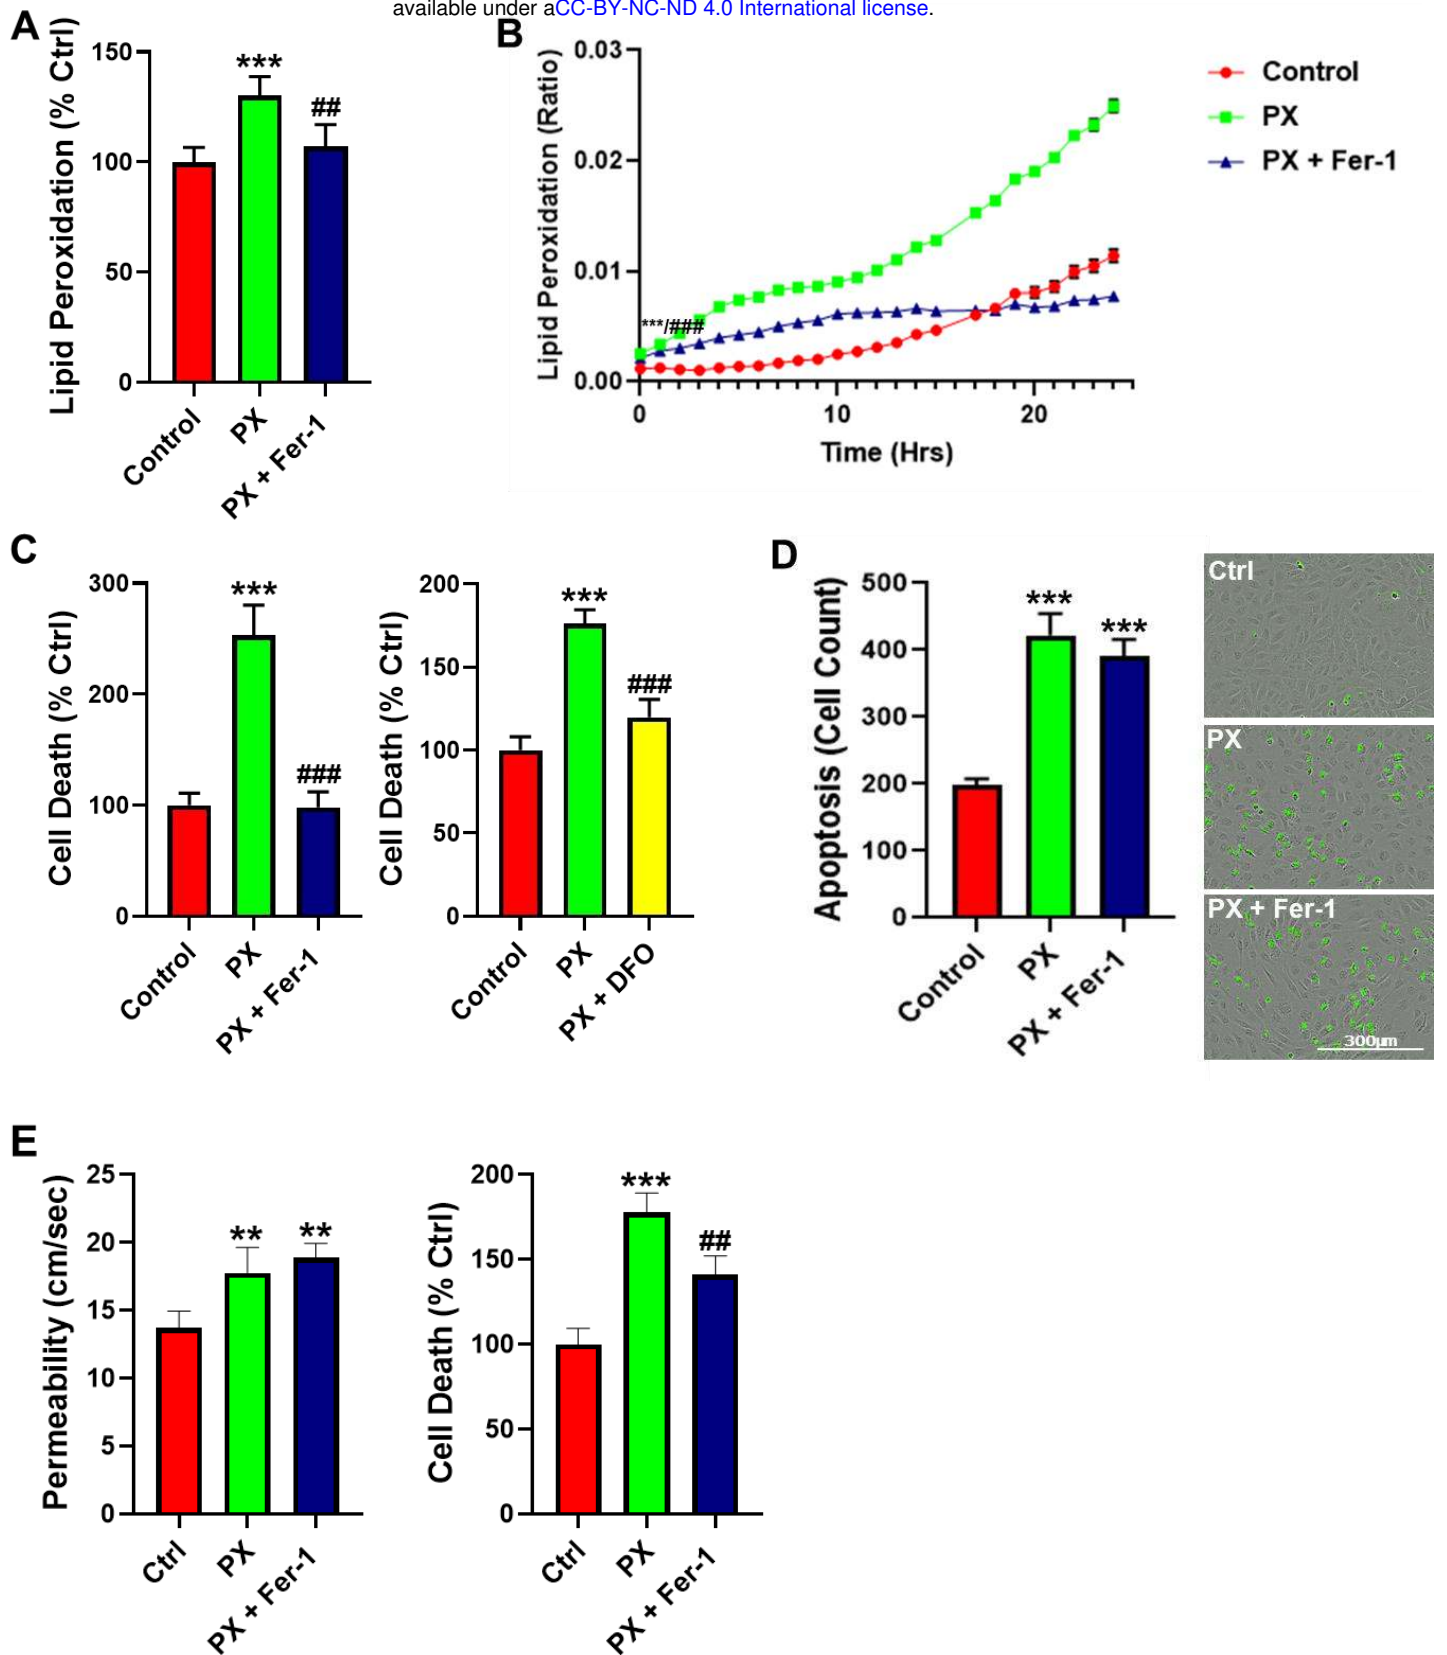 available under aCC-BY-NC-ND 4.0 International license.
A
Lipid Peroxidation (% Ctrl)
150
100
50
0
***
##
Control
PX
PX + Fer-1
B
Lipid Peroxidation (Ratio)
0.03
0.02
0.01
0.00
***/###
0
10
20
Time (Hrs)
Control
PX
PX + Fer-1
C
Cell Death (% Ctrl)
300
200
100
0
***
###
Control
PX
PX + Fer-1
Cell Death (% Ctrl)
200
150
100
50
0
***
###
Control
PX
PX + DFO
D
Apoptosis (Cell Count)
500
400
300
200
100
0
***
***
Control
PX
PX + Fer-1
Ctrl
PX
PX + Fer-1
300µm
E
Permeability (cm/sec)
25
20
15
10
5
0
**
**
Ctrl
PX
PX + Fer-1
Cell Death (% Ctrl)
200
150
100
50
0
***
##
Ctrl
PX
PX + Fer-1